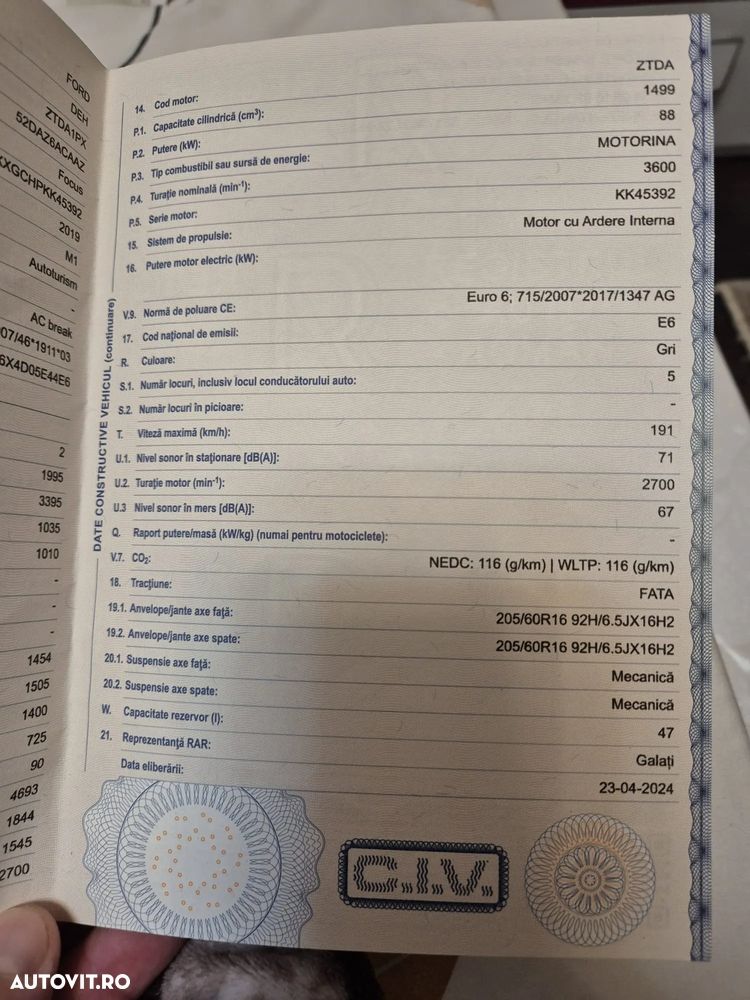 FORD
DEH
ZTDA1PX
52DAZ6ACAAZ
Focus
XXGCHPKK45392
2019
M1
Autoturism
-
AC break
007/46*1911*03
6X4D05E44E6
2
1995
3395
1035
1010
-
-
-
1454
1505
1400
725
90
4693
1844
1545
2700
DATE CONSTRUCTIVE VEHICUL (continuare)
14. Cod motor: ZTDA
P.1. Capacitate cilindrică (cm³): 1499
P.2. Putere (kW): 88
P.3. Tip combustibil sau sursă de energie: MOTORINA
P.4. Turație nominală (min⁻¹): 3600
P.5. Serie motor: KK45392
15. Sistem de propulsie: Motor cu Ardere Interna
16. Putere motor electric (kW):
V.9. Normă de poluare CE: Euro 6; 715/2007*2017/1347 AG
17. Cod național de emisii: E6
R. Culoare: Gri
S.1. Număr locuri, inclusiv locul conducătorului auto: 5
S.2. Număr locuri în picioare: -
T. Viteză maximă (km/h): 191
U.1. Nivel sonor în staționare [dB(A)]: 71
U.2. Turație motor (min⁻¹): 2700
U.3 Nivel sonor în mers [dB(A)]: 67
Q. Raport putere/masă (kW/kg) (numai pentru motociclete): -
V.7. CO₂: NEDC: 116 (g/km) | WLTP: 116 (g/km)
18. Tracțiune: FATA
19.1. Anvelope/jante axe față: 205/60R16 92H/6.5JX16H2
19.2. Anvelope/jante axe spate: 205/60R16 92H/6.5JX16H2
20.1. Suspensie axe față: Mecanică
20.2. Suspensie axe spate: Mecanică
W. Capacitate rezervor (l): 47
21. Reprezentanță RAR: Galați
Data eliberării: 23-04-2024
C.I.V.
AUTOVIT.RO